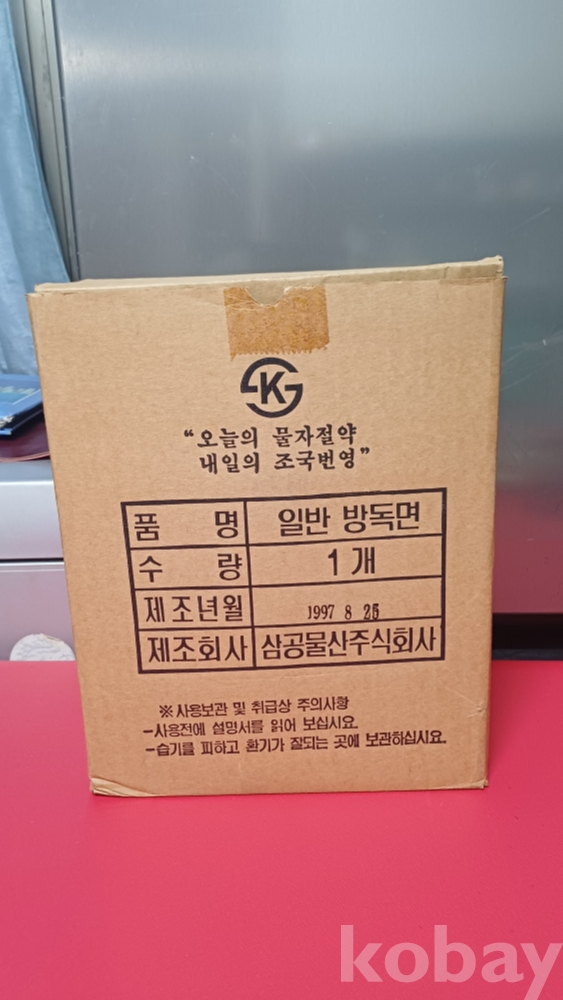 SK
“오늘의 물자절약
내일의 조국번영”
품 명 일반 방독면
수 량 1 개
제조년월 1997 8 25
제조회사 삼공물산주식회사
※사용보관 및 취급상 주의사항
-사용전에 설명서를 읽어 보십시요.
-습기를 피하고 환기가 잘되는 곳에 보관하십시요.
kobay